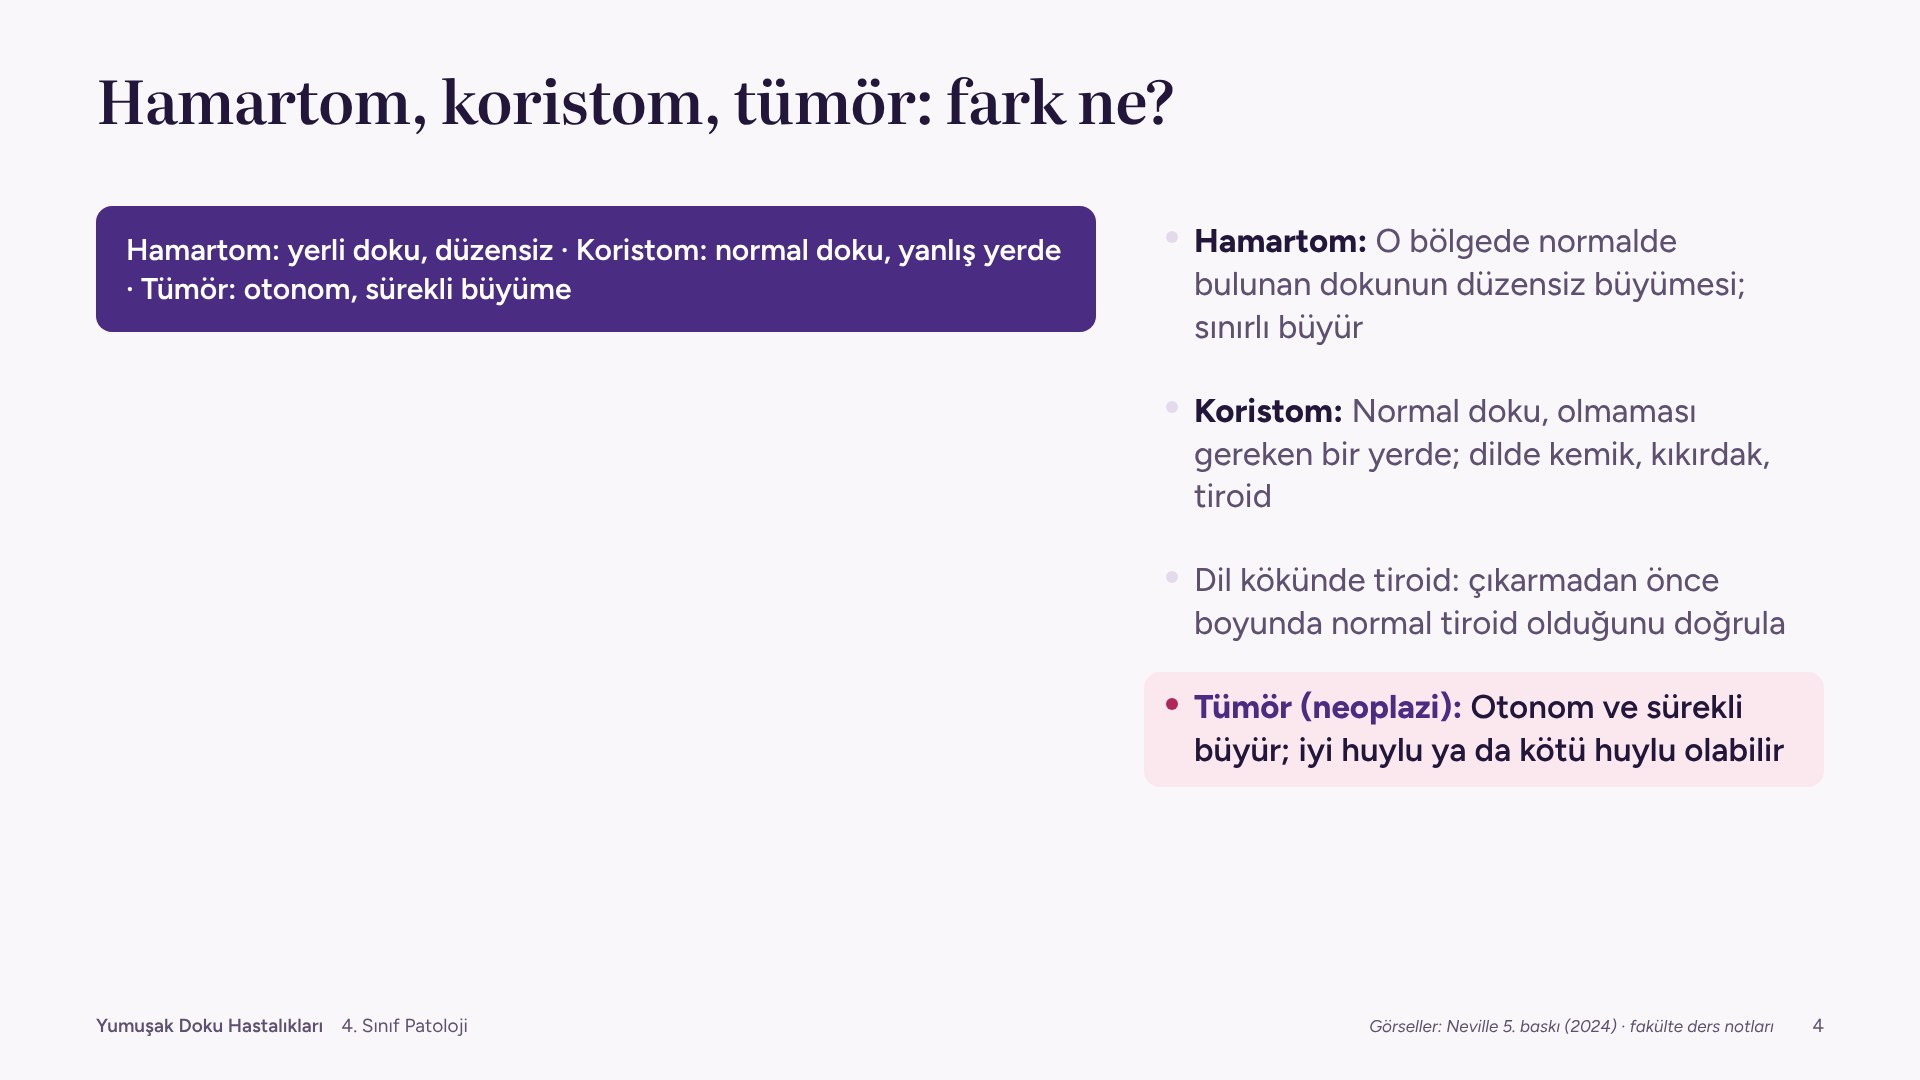 Hamartom, koristom, tümör: fark ne?
Hamartom: yerli doku, düzensiz · Koristom: normal doku, yanlış yerde
· Tümör: otonom, sürekli büyüme
Hamartom: O bölgede normalde
bulunan dokunun düzensiz büyümesi;
sınırlı büyür
Koristom: Normal doku, olmaması
gereken bir yerde; dilde kemik, kıkırdak,
tiroid
Dil kökünde tiroid: çıkarmadan önce
boyunda normal tiroid olduğunu doğrula
Tümör (neoplazi): Otonom ve sürekli
büyür; iyi huylu ya da kötü huylu olabilir
Yumuşak Doku Hastalıkları 4. Sınıf Patoloji
Görseller: Neville 5. baskı (2024) · fakülte ders notları 4